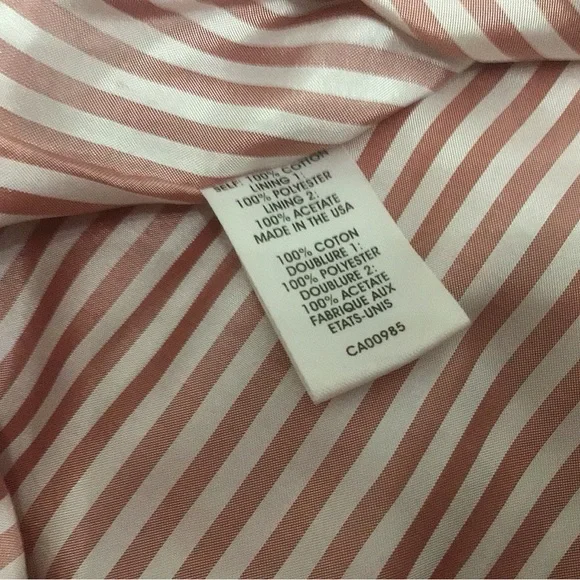 SELF: 100% COTTON
LINING 1:
100% POLYESTER
LINING 2:
100% ACETATE
MADE IN THE USA
100% COTON
DOUBLURE 1:
100% POLYESTER
DOUBLURE 2:
100% ACETATE
FABRIQUE AUX
ETATS-UNIS
CA00985